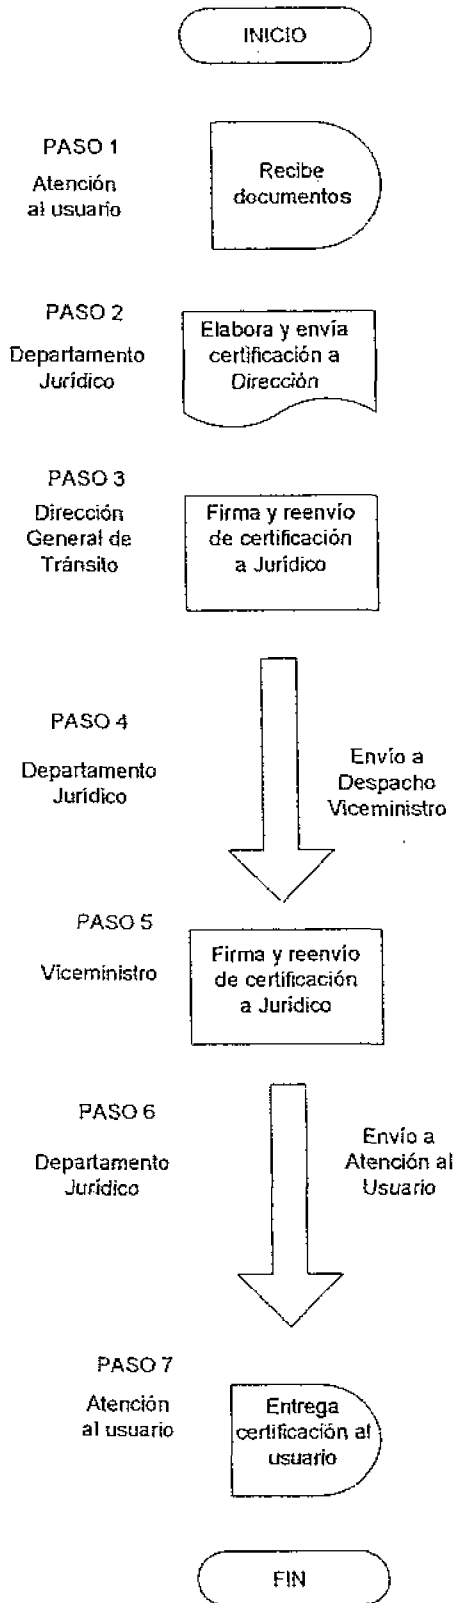 INICIO
PASO 1
Atención
al usuario
Recibe
documentos
PASO 2
Departamento
Jurídico
Elabora y envía
certificación a
Dirección
PASO 3
Dirección
General de
Tránsito
Firma y reenvío
de certificación
a Jurídico
PASO 4
Departamento
Jurídico
Envío a
Despacho
Viceministro
PASO 5
Viceministro
Firma y reenvío
de certificación
a Jurídico
PASO 6
Departamento
Jurídico
Envío a
Atención al
Usuario
PASO 7
Atención
al usuario
Entrega
certificación al
usuario
FIN